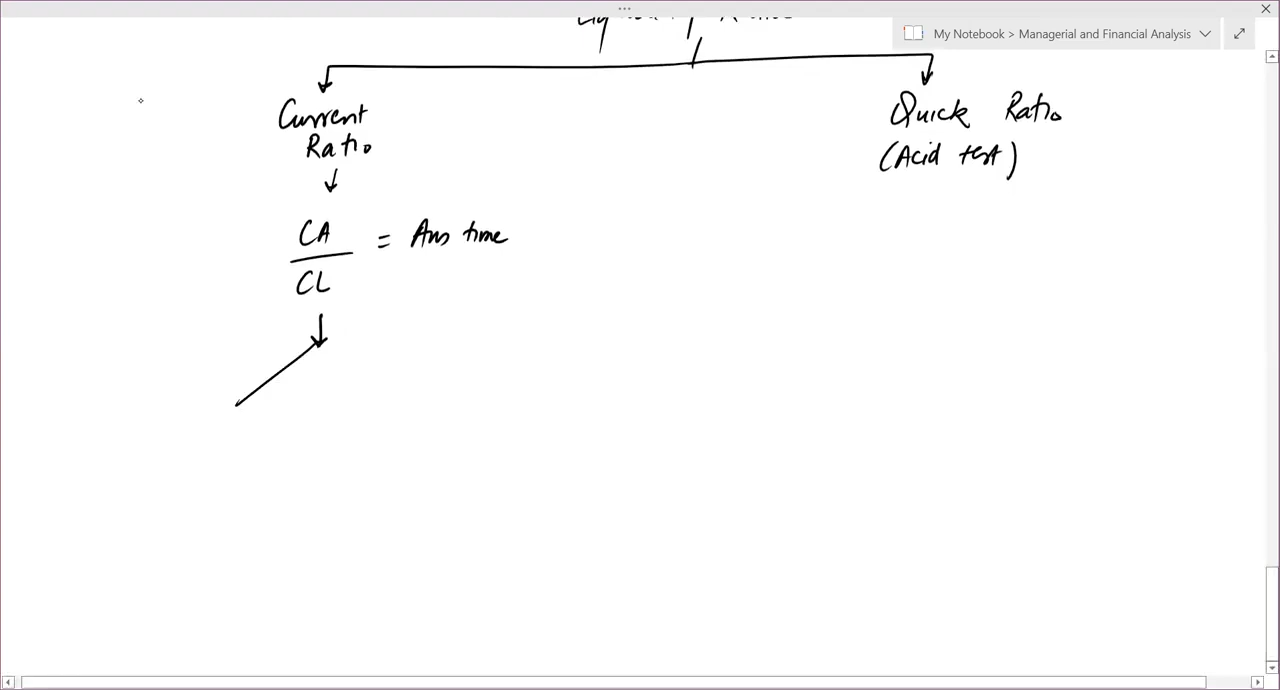 My Notebook > Managerial and Financial Analysis
Current
Ratio
Quick Ratio
(Acid test)
CA
CL
= Ans time